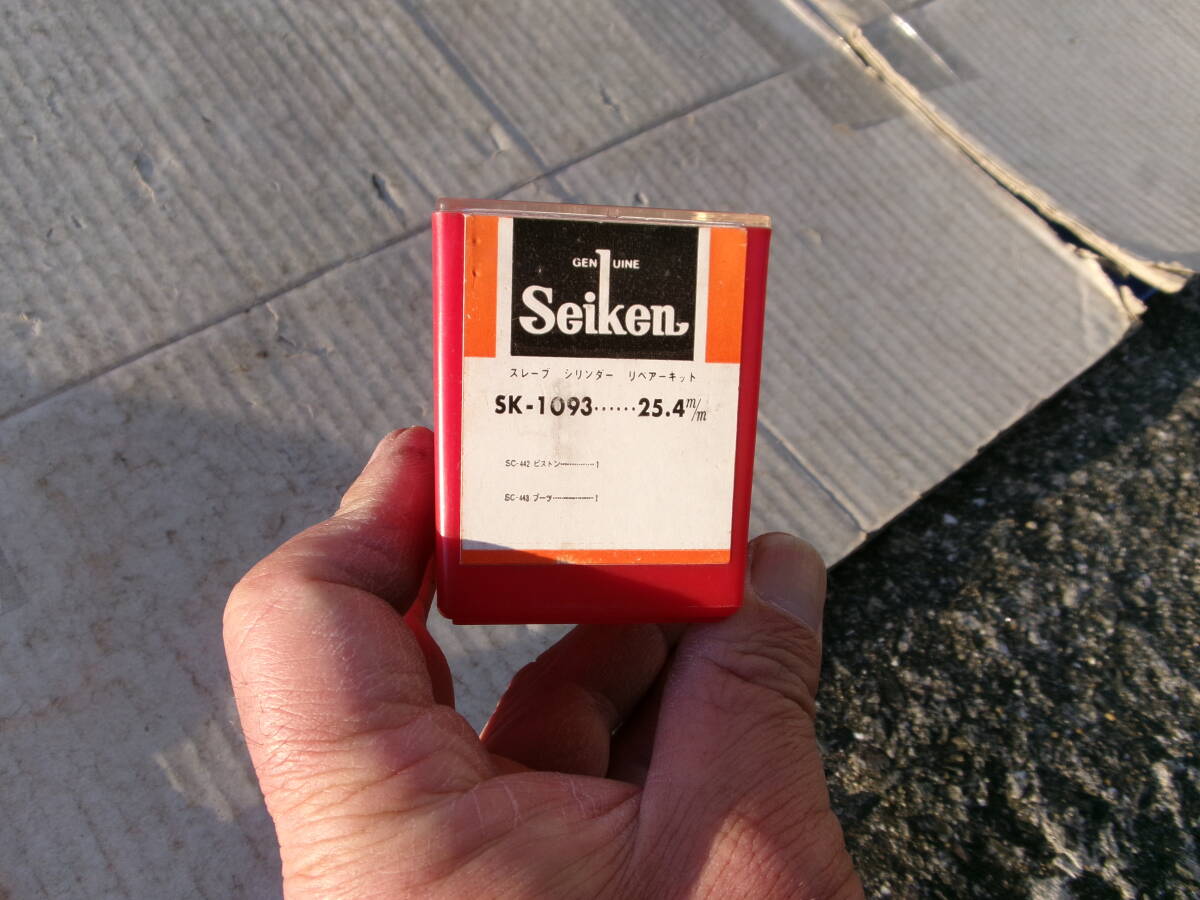 GENUINE
Seiken
スレーブ シリンダー リペアーキット
SK-1093······25.4m/m
SC-442 ピストン·············1
SC-443 ブーツ···············1